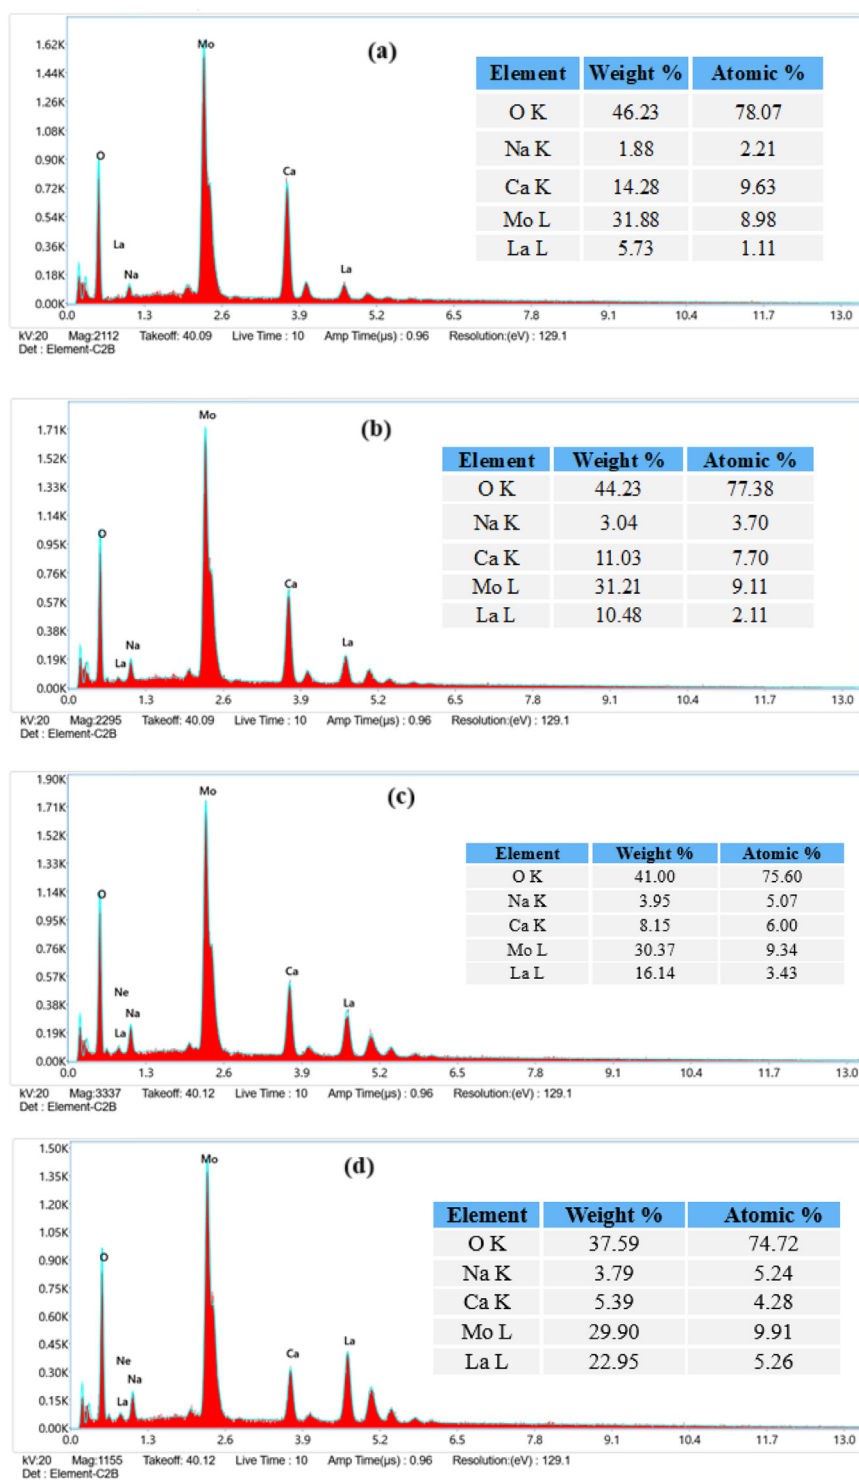 (a)
1.62K
1.44K
1.26K
1.08K
0.90K
0.72K
0.54K
0.36K
0.18K
0.00K
Mo
O
Ca
La
Na
La
0.0 1.3 2.6 3.9 5.2 6.5 7.8 9.1 10.4 11.7 13.0
Element Weight % Atomic %
O K 46.23 78.07
Na K 1.88 2.21
Ca K 14.28 9.63
Mo L 31.88 8.98
La L 5.73 1.11
kV:20 Mag:2112 Takeoff: 40.09 Live Time : 10 Amp Time(µs) : 0.96 Resolution:(eV) : 129.1
Det : Element-C2B
(b)
1.71K
1.52K
1.33K
1.14K
0.95K
0.76K
0.57K
0.38K
0.19K
0.00K
Mo
O
Ca
Na
La
La
0.0 1.3 2.6 3.9 5.2 6.5 7.8 9.1 10.4 11.7 13.0
Element Weight % Atomic %
O K 44.23 77.38
Na K 3.04 3.70
Ca K 11.03 7.70
Mo L 31.21 9.11
La L 10.48 2.11
kV:20 Mag:2295 Takeoff: 40.09 Live Time : 10 Amp Time(µs) : 0.96 Resolution:(eV) : 129.1
Det : Element-C2B
(c)
1.90K
1.71K
1.52K
1.33K
1.14K
0.95K
0.76K
0.57K
0.38K
0.19K
0.00K
Mo
O
Ca
Ne
Na
La
La
0.0 1.3 2.6 3.9 5.2 6.5 7.8 9.1 10.4 11.7 13.0
Element Weight % Atomic %
O K 41.00 75.60
Na K 3.95 5.07
Ca K 8.15 6.00
Mo L 30.37 9.34
La L 16.14 3.43
kV:20 Mag:3337 Takeoff: 40.12 Live Time : 10 Amp Time(µs) : 0.96 Resolution:(eV) : 129.1
Det : Element-C2B
(d)
1.50K
1.35K
1.20K
1.05K
0.90K
0.75K
0.60K
0.45K
0.30K
0.15K
0.00K
Mo
O
Ca
La
Ne
Na
La
0.0 1.3 2.6 3.9 5.2 6.5 7.8 9.1 10.4 11.7 13.0
Element Weight % Atomic %
O K 37.59 74.72
Na K 3.79 5.24
Ca K 5.39 4.28
Mo L 29.90 9.91
La L 22.95 5.26
kV:20 Mag:1155 Takeoff: 40.12 Live Time : 10 Amp Time(µs) : 0.96 Resolution:(eV) : 129.1
Det : Element-C2B